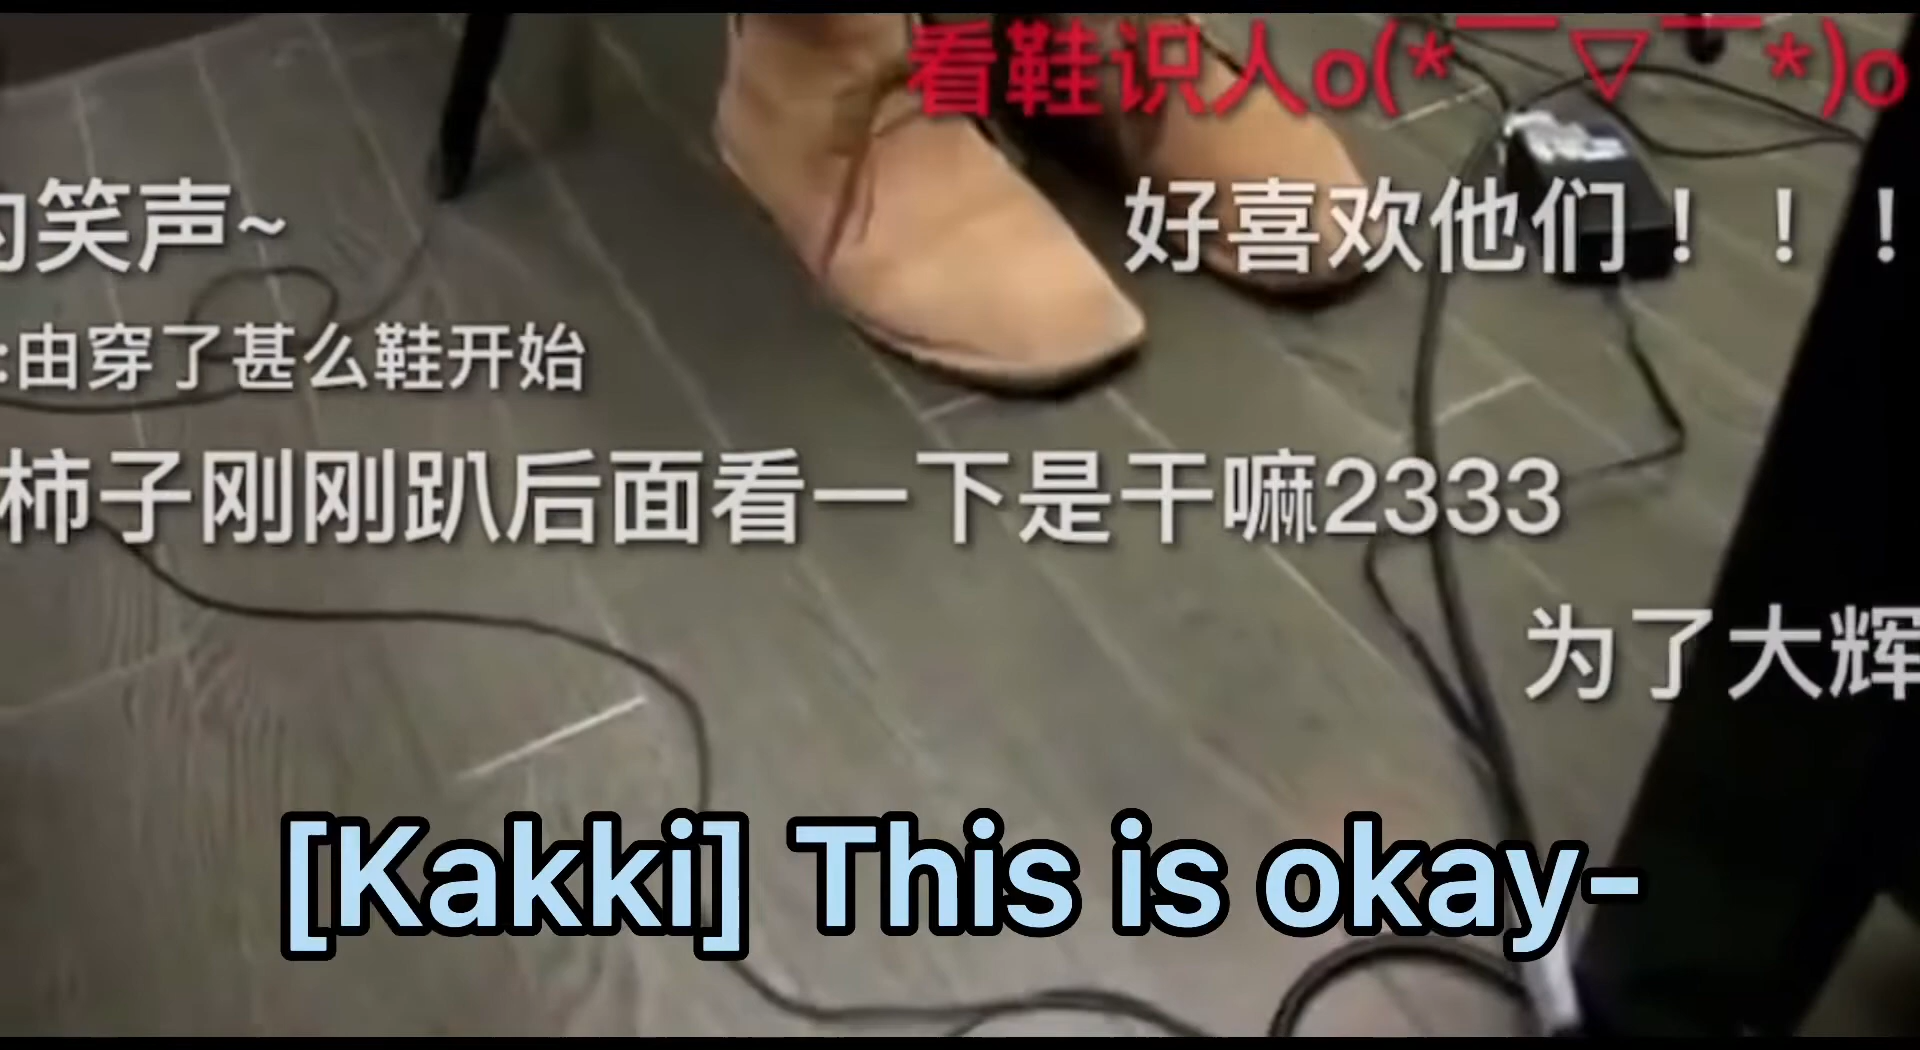 看鞋识人o(*￣▽￣*)o
的笑声~
好喜欢他们！！！
:由穿了甚么鞋开始
柿子刚刚趴后面看一下是干嘛2333
为了大辉
[Kakki] This is okay-